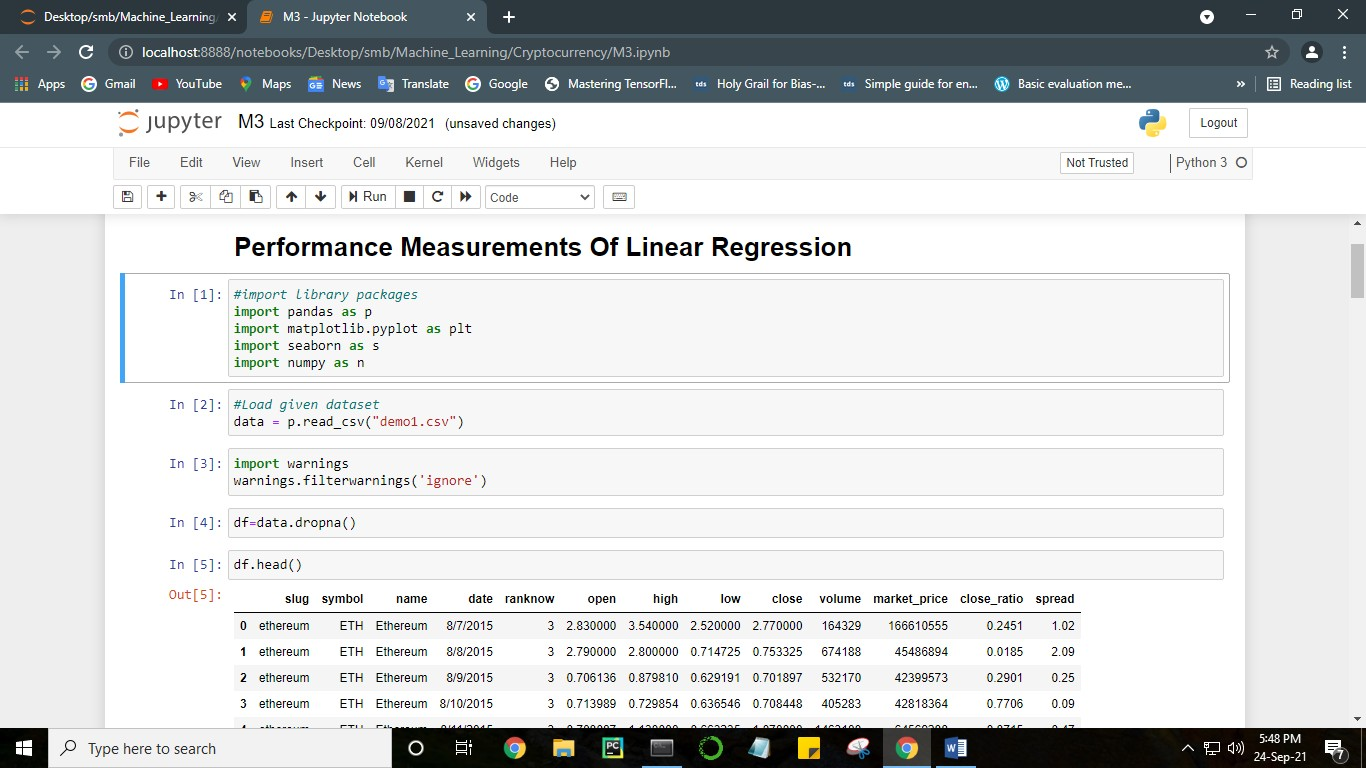 Desktop/smb/Machine_Learning
M3 - Jupyter Notebook
localhost:8888/notebooks/Desktop/smb/Machine_Learning/Cryptocurrency/M3.ipynb
Apps Gmail YouTube Maps News Translate Google Mastering TensorFl... Holy Grail for Bias-... Simple guide for en... Basic evaluation me... » Reading list
jupyter M3 Last Checkpoint: 09/08/2021 (unsaved changes) Logout
File Edit View Insert Cell Kernel Widgets Help Not Trusted Python 3
Run Code
Performance Measurements Of Linear Regression
In [1]: #import library packages
import pandas as p
import matplotlib.pyplot as plt
import seaborn as s
import numpy as n
In [2]: #Load given dataset
data = p.read_csv("demo1.csv")
In [3]: import warnings
warnings.filterwarnings('ignore')
In [4]: df=data.dropna()
In [5]: df.head()
Out[5]:
slug symbol name date ranknow open high low close volume market_price close_ratio spread
0 ethereum ETH Ethereum 8/7/2015 3 2.830000 3.540000 2.520000 2.770000 164329 166610555 0.2451 1.02
1 ethereum ETH Ethereum 8/8/2015 3 2.790000 2.800000 0.714725 0.753325 674188 45486894 0.0185 2.09
2 ethereum ETH Ethereum 8/9/2015 3 0.706136 0.879810 0.629191 0.701897 532170 42399573 0.2901 0.25
3 ethereum ETH Ethereum 8/10/2015 3 0.713989 0.729854 0.636546 0.708448 405283 42818364 0.7706 0.09
Type here to search
5:48 PM
24-Sep-21
7